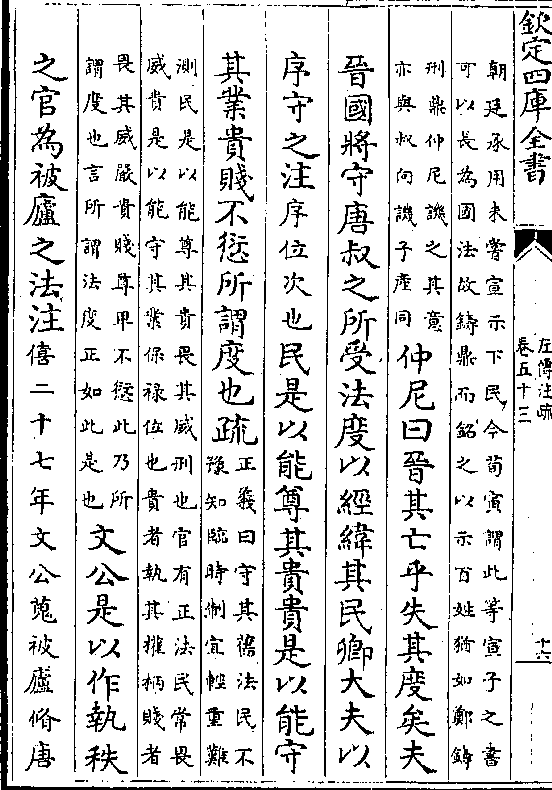 欽定四庫全書
左傳注疏
卷五十三
十六
朝廷承用未嘗宣示下民今荀寅謂此等宣子之書
可以長為國法故鑄鼎而銘之以示百姓猶如鄭鑄
刑鼎仲尼譏之其意
亦與叔向譏子產同
仲尼曰晉其亡乎失其度矣夫
晉國將守唐叔之所受法度以經緯其民卿大夫以
序守之注序位次也民是以能尊其貴貴是以能守
其業貴賤不愆所謂度也疏
正義曰守其舊法民不
豫知臨時制宜輕重難
測民是以能尊其貴畏其威刑也官有正法民常畏
威貴是以能守其業保祿位也貴者執其權柄賤者
畏其威嚴貴賤尊卑不愆此乃所
謂度也言所謂法度正如此是也
文公是以作執秩
之官為被廬之法注僖二十七年文公蒐被廬脩唐